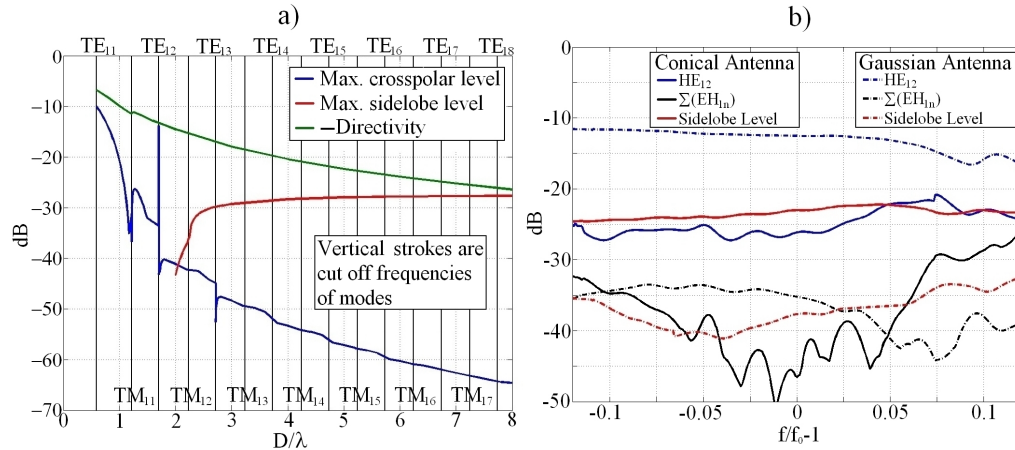 a)
TE11 TE12 TE13 TE14 TE15 TE16 TE17 TE18
0
−10
−20
−30
−40
−50
−60
−70
dB
Max. crosspolar level
Max. sidelobe level
−Directivity
Vertical strokes are
cut off frequencies
of modes
TM11 TM12 TM13 TM14 TM15 TM16 TM17
0 1 2 3 4 5 6 7 8
D/λ
b)
0
-10
-20
-30
-40
-50
dB
Conical Antenna
HE12
∑(EH1n)
Sidelobe Level
Gaussian Antenna
HE12
∑(EH1n)
Sidelobe Level
-0.1 -0.05 0 0.05 0.1
f/f0-1